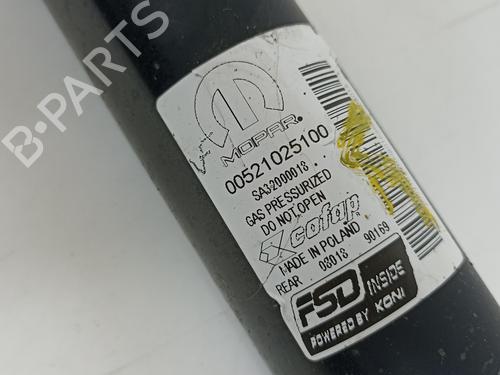 B-PARTS
MOPAR.
00521025100
SA32000018
GAS PRESSURIZED
DO NOT OPEN
cofap
MADE IN POLAND
REAR 08018 90169
FSD INSIDE
POWERED BY KONI